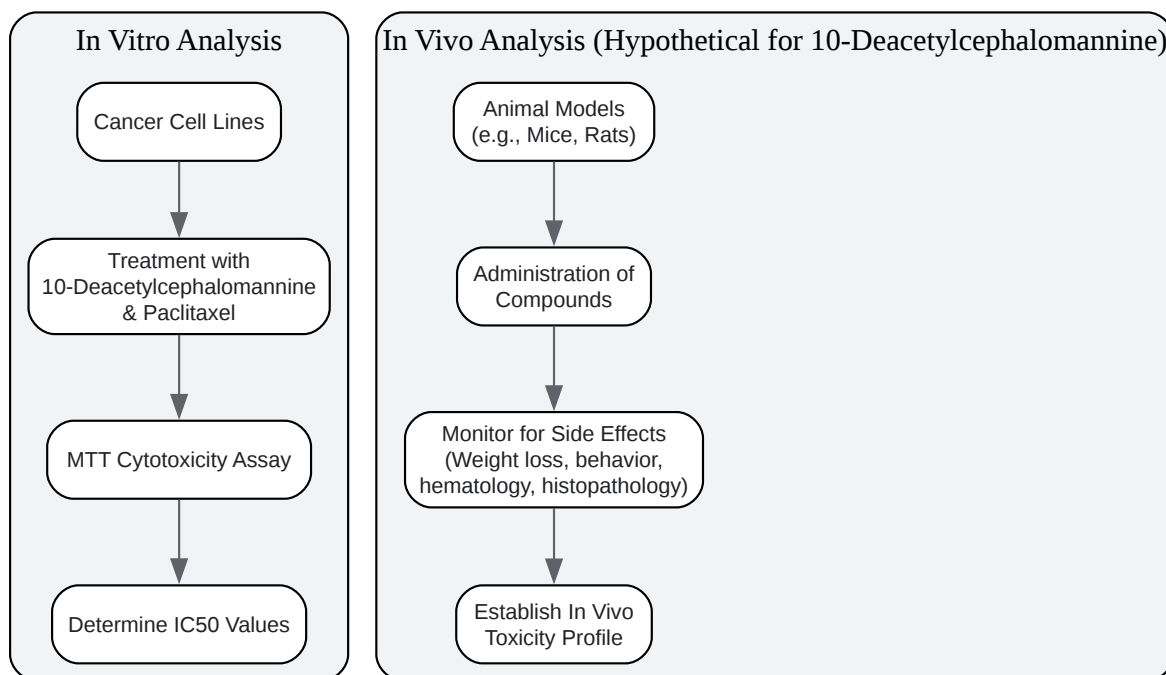 In Vitro Analysis
Cancer Cell Lines
Treatment with
10-Deacetylcephalomannine
& Paclitaxel
MTT Cytotoxicity Assay
Determine IC50 Values
In Vivo Analysis (Hypothetical for 10-Deacetylcephalomannine)
Animal Models
(e.g., Mice, Rats)
Administration of
Compounds
Monitor for Side Effects
(Weight loss, behavior,
hematology, histopathology)
Establish In Vivo
Toxicity Profile